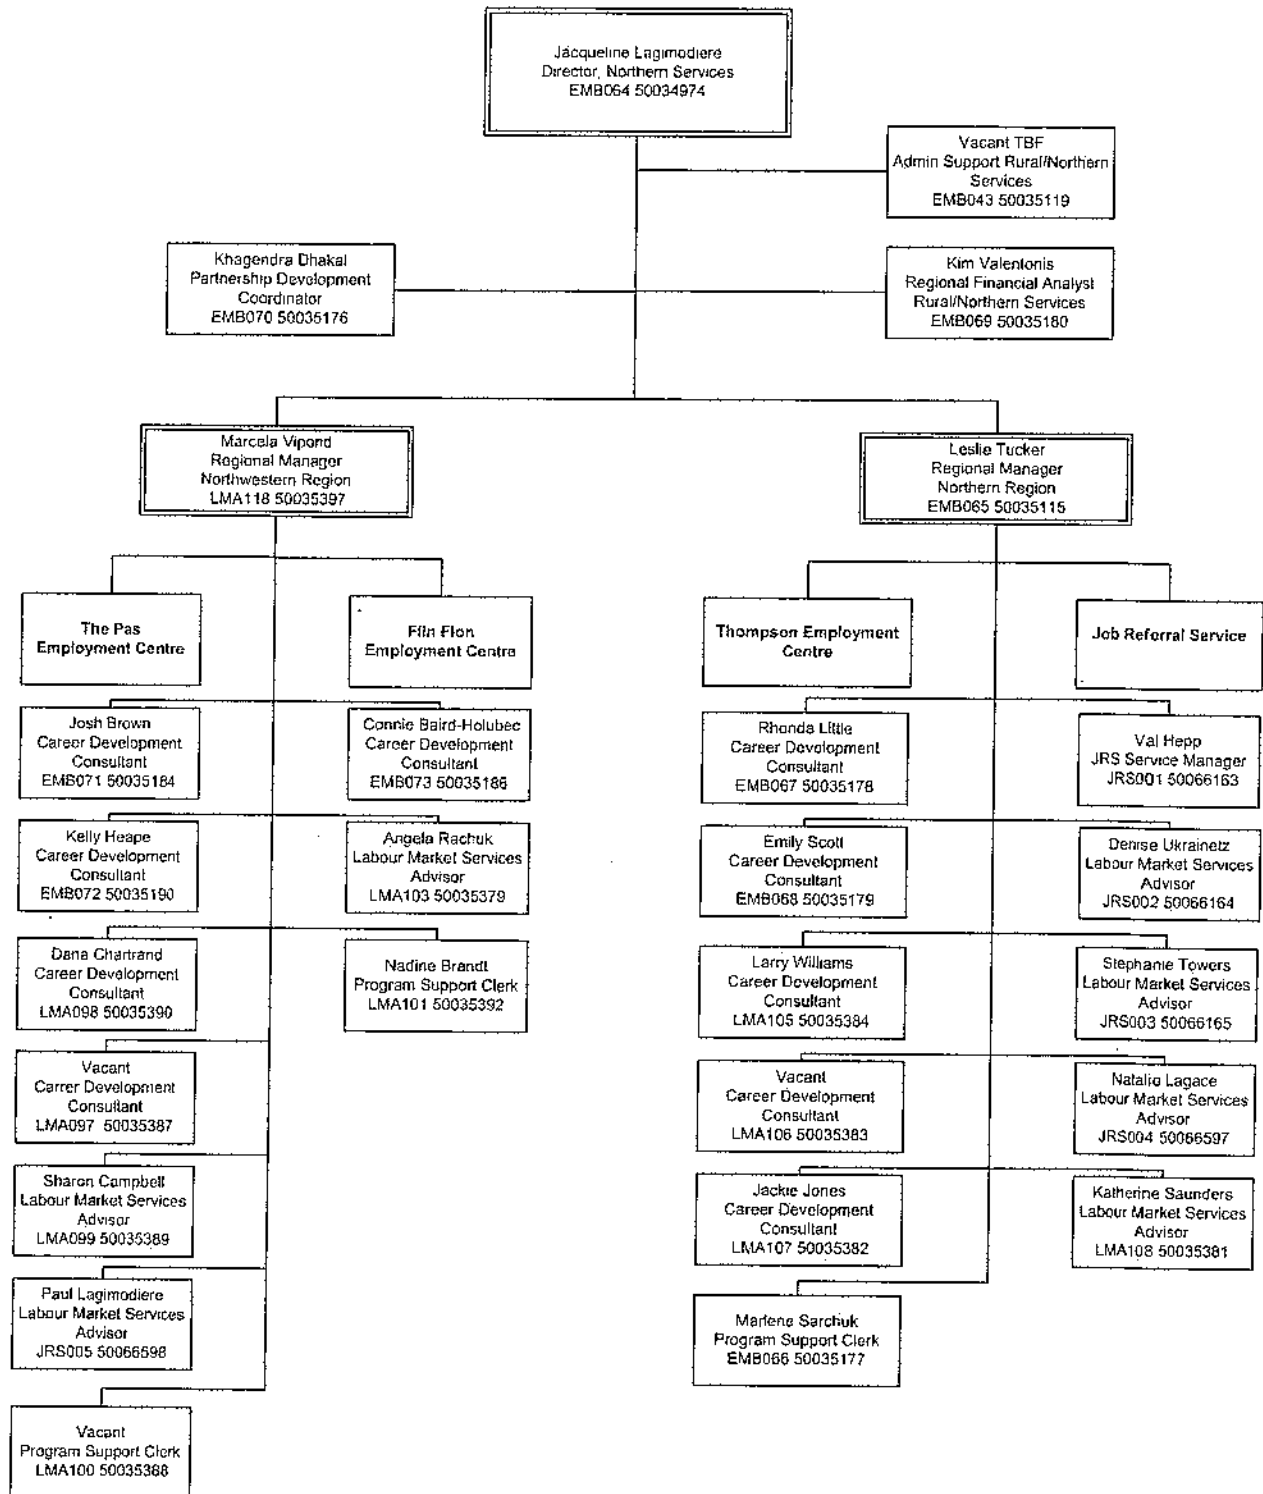 Jacqueline Lagimodiere
Director, Northern Services
EMB064 50034974
Vacant TBF
Admin Support Rural/Northern
Services
EMB043 50035119
Khagendra Dhakal
Partnership Development
Coordinator
EMB070 50035176
Kim Valentonis
Regional Financial Analyst
Rural/Northern Services
EMB069 50035180
Marcela Vipond
Regional Manager
Northwestern Region
LMA118 50035397
Leslie Tucker
Regional Manager
Northern Region
EMB065 50035115
The Pas
Employment Centre
Flin Flon
Employment Centre
Thompson Employment
Centre
Job Referral Service
Josh Brown
Career Development
Consultant
EMB071 50035184
Connie Baird-Holubec
Career Development
Consultant
EMB073 50035186
Rhonda Little
Career Development
Consultant
EMB067 50035178
Val Hepp
JRS Service Manager
JRS001 50066163
Kelly Heape
Career Development
Consultant
EMB072 50035190
Angela Rachuk
Labour Market Services
Advisor
LMA103 50035379
Emily Scott
Career Development
Consultant
EMB068 50035179
Denise Ukrainetz
Labour Market Services
Advisor
JRS002 50066164
Dana Chartrand
Career Development
Consultant
LMA098 50035390
Nadine Brandt
Program Support Clerk
LMA101 50035392
Larry Williams
Career Development
Consultant
LMA105 50035384
Stephanie Towers
Labour Market Services
Advisor
JRS003 50066165
Vacant
Carrer Development
Consultant
LMA097 50035387
Vacant
Career Development
Consultant
LMA106 50035383
Natalie Lagace
Labour Market Services
Advisor
JRS004 50066597
Sharon Campbell
Labour Market Services
Advisor
LMA099 50035389
Jackie Jones
Career Development
Consultant
LMA107 50035382
Katherine Saunders
Labour Market Services
Advisor
LMA108 50035381
Paul Lagimodiere
Labour Market Services
Advisor
JRS005 50066598
Marlene Sarchuk
Program Support Clerk
EMB066 50035177
Vacant
Program Support Clerk
LMA100 50035388